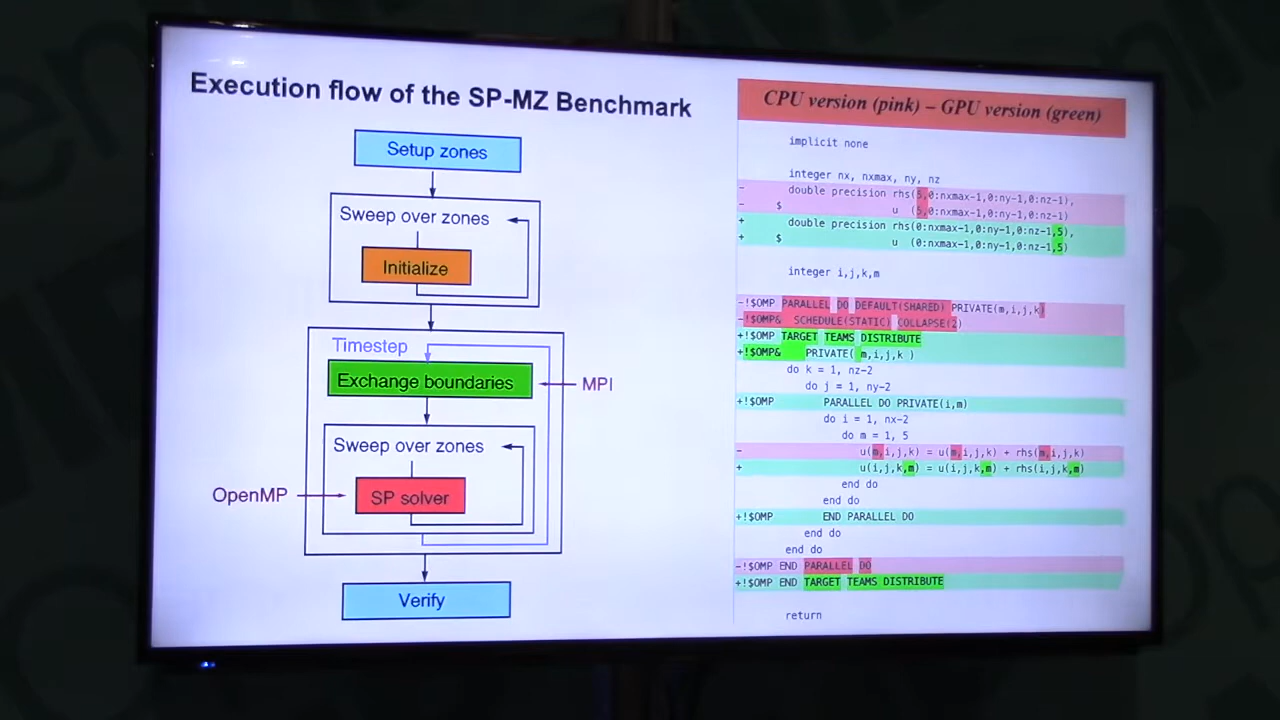 Execution flow of the SP-MZ Benchmark
Setup zones
Sweep over zones
Initialize
Timestep
Exchange boundaries
MPI
Sweep over zones
OpenMP
SP solver
Verify
CPU version (pink) – GPU version (green)
implicit none
integer nx, nxmax, ny, nz
- double precision rhs(5,0:nxmax-1,0:ny-1,0:nz-1),
- $ u (5,0:nxmax-1,0:ny-1,0:nz-1)
+ double precision rhs(0:nxmax-1,0:ny-1,0:nz-1,5),
+ $ u (0:nxmax-1,0:ny-1,0:nz-1,5)
integer i,j,k,m
-!$OMP PARALLEL DO DEFAULT(SHARED) PRIVATE(m,i,j,k)
-!$OMP& SCHEDULE(STATIC) COLLAPSE(2)
+!$OMP TARGET TEAMS DISTRIBUTE
+!$OMP& PRIVATE( m,i,j,k )
do k = 1, nz-2
do j = 1, ny-2
+!$OMP PARALLEL DO PRIVATE(i,m)
do i = 1, nx-2
do m = 1, 5
- u(m,i,j,k) = u(m,i,j,k) + rhs(m,i,j,k)
+ u(i,j,k,m) = u(i,j,k,m) + rhs(i,j,k,m)
end do
end do
+!$OMP END PARALLEL DO
end do
end do
-!$OMP END PARALLEL DO
+!$OMP END TARGET TEAMS DISTRIBUTE
return